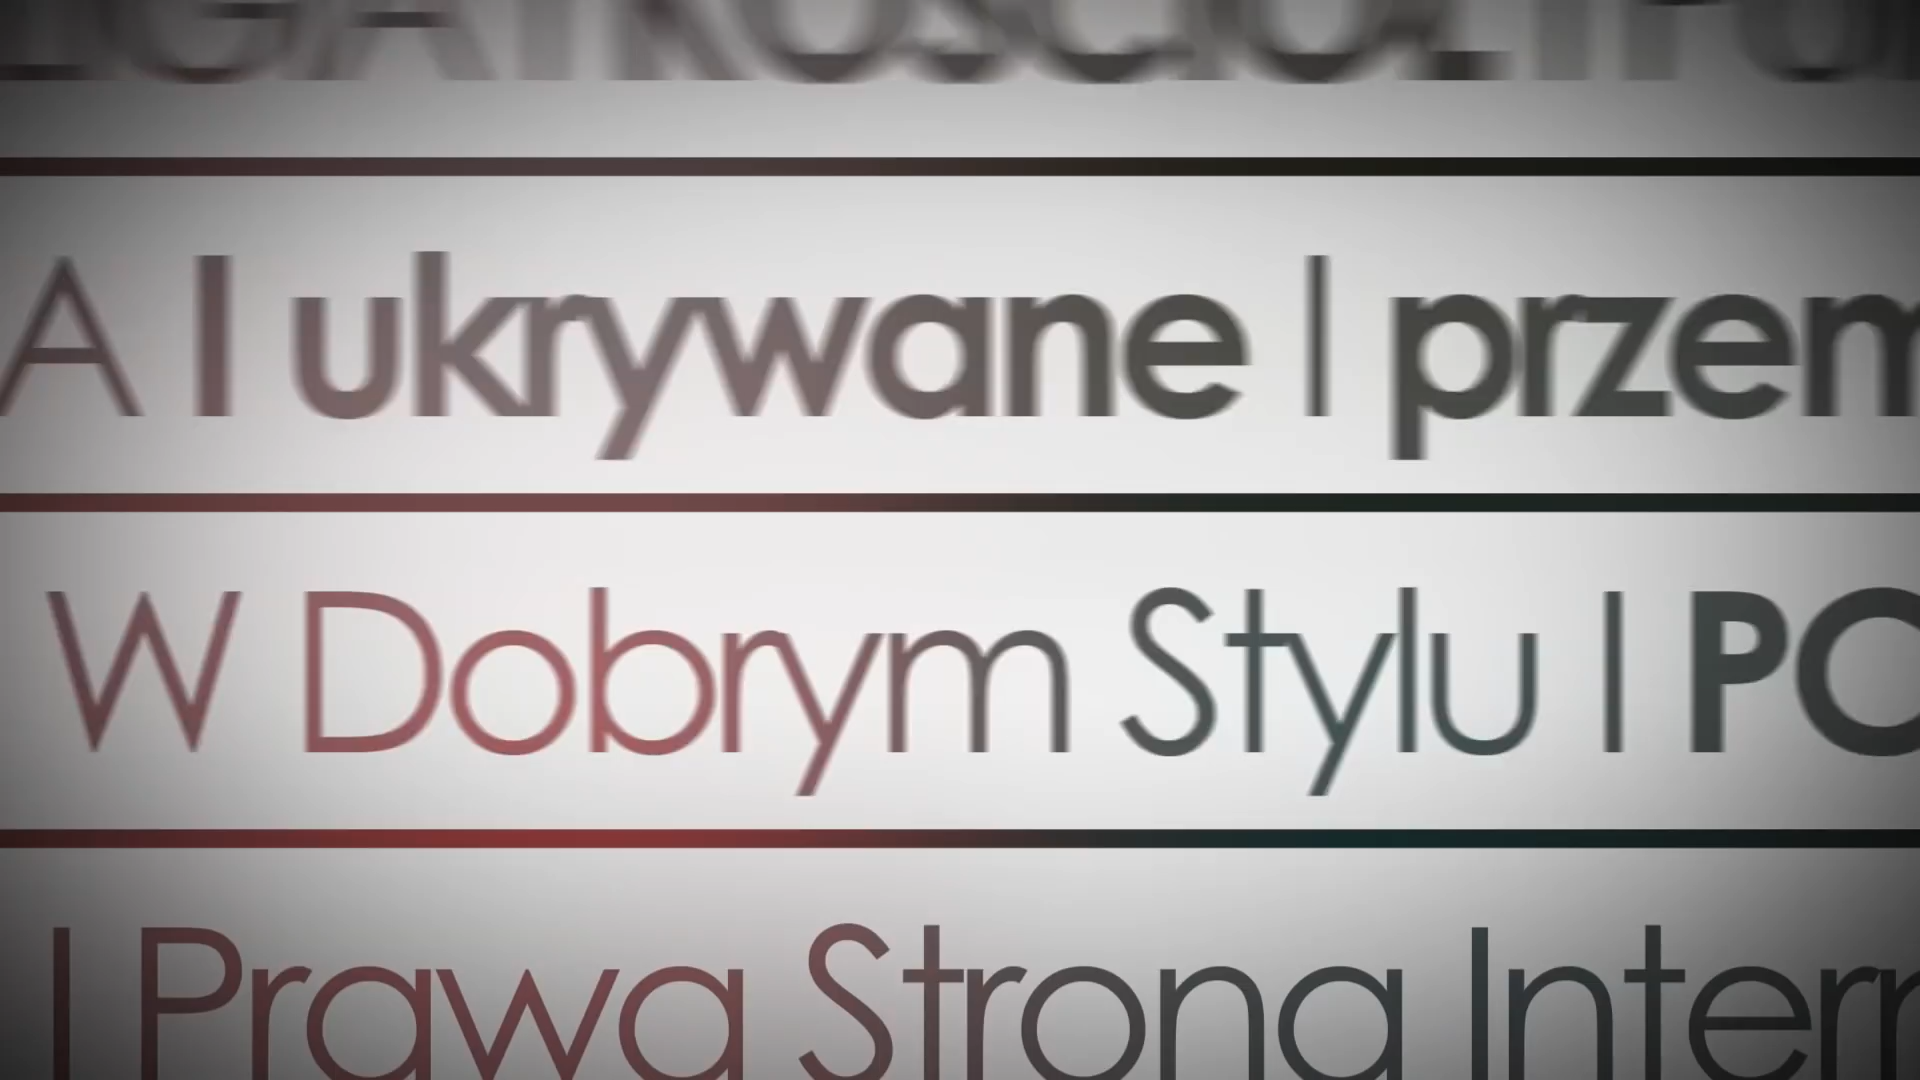 A I ukrywane | przem
W Dobrym Stylu | PO
| Prawa Strona Intern